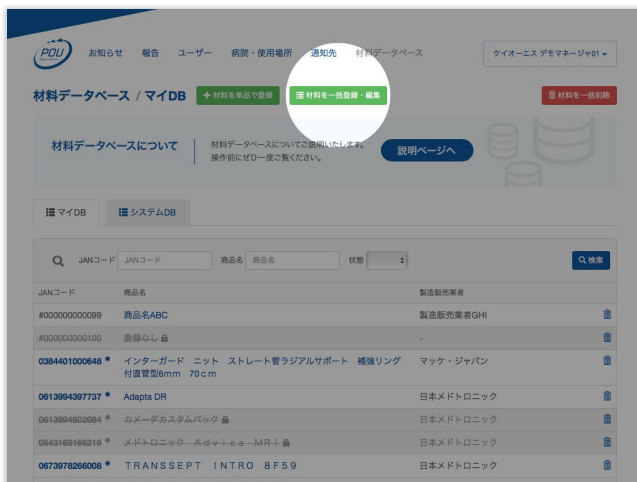 POU
お知らせ 報告 ユーザー 病院・使用場所 通知先 材料データベース ケイオーエス デモマネージャ01
材料データベース / マイDB + 材料を単品で登録 材料を一括登録・編集 材料を一括削除
材料データベースについて 材料データベースについてご説明いたします。
操作前にぜひ一度ご覧ください。
説明ページへ
マイDB システムDB
JANコード JANコード 商品名 商品名 状態 検索
JANコード 商品名 製造販売業者
#000000000099 商品名ABC 製造販売業者GHI
#000000000100 登録なし -
0384401000648 * インターガード ニット ストレート管ラジアルサポート 補強リング マッケ・ジャパン
付直管型6mm 70cm
0613994397737 * Adapta DR 日本メドトロニック
0613994602084 * カメーダカスタムパック 日本メドトロニック
0643169166219 * メドトロニック Advisa MRI 日本メドトロニック
0673978266008 * TRANSSEPT INTRO 8F59 日本メドトロニック